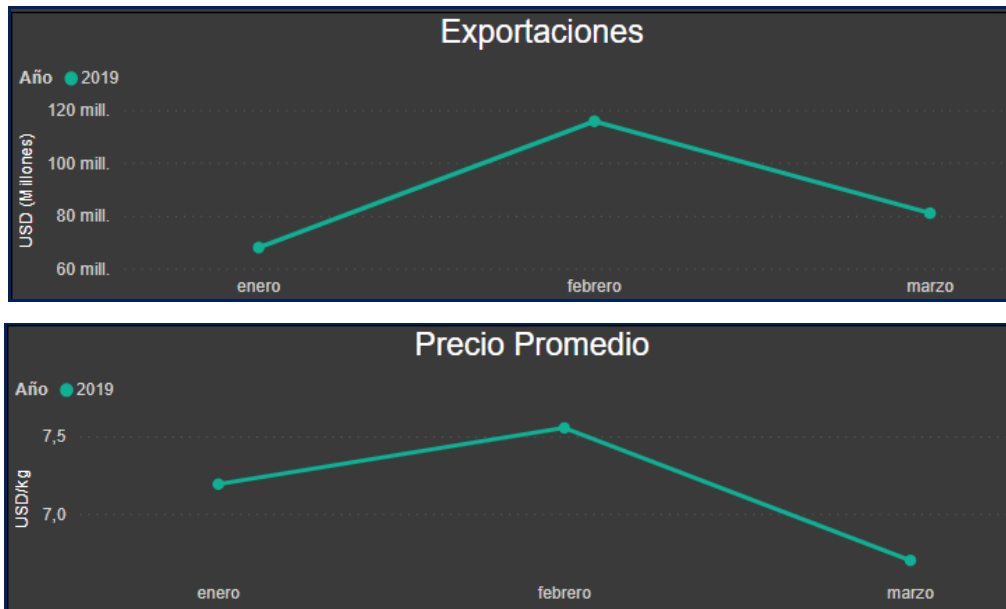 Exportaciones
Año 2019
120 mill.
100 mill.
80 mill.
60 mill.
USD (Millones)
enero febrero marzo
Precio Promedio
Año 2019
7,5
7,0
USD/kg
enero febrero marzo